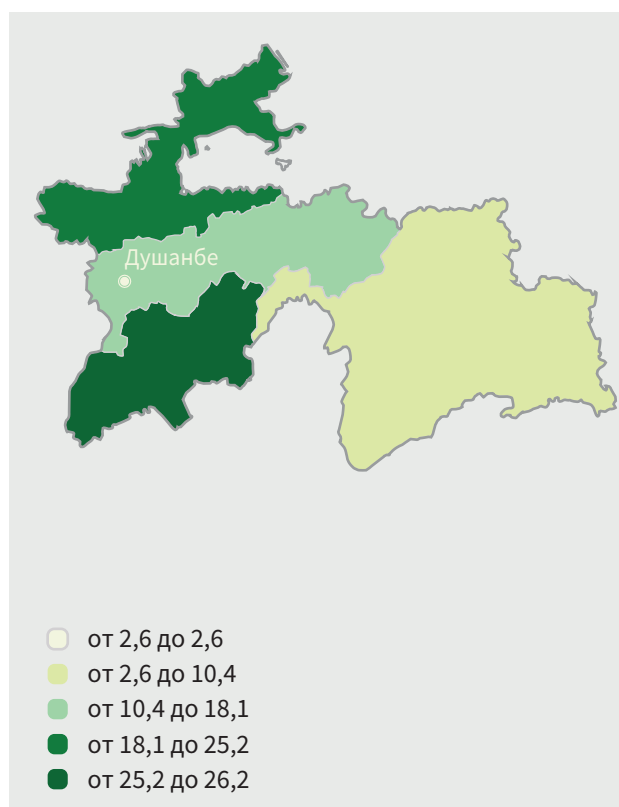 Душанбе
от 2,6 до 2,6
от 2,6 до 10,4
от 10,4 до 18,1
от 18,1 до 25,2
от 25,2 до 26,2